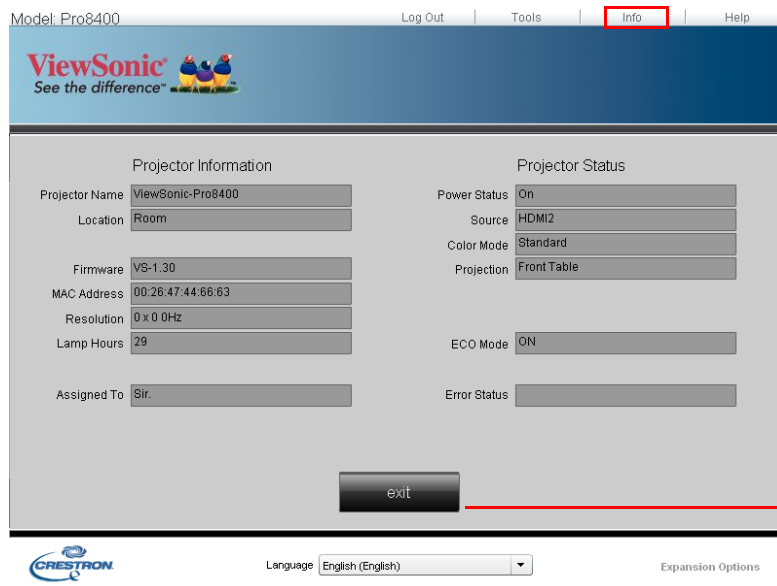 Model: Pro8400
Log Out Tools Info Help
ViewSonic®
See the difference™
Projector Information
Projector Name ViewSonic-Pro8400
Location Room
Firmware VS-1.30
MAC Address 00:26:47:44:66:63
Resolution 0 x 0 0Hz
Lamp Hours 29
Assigned To Sir.
Projector Status
Power Status On
Source HDMI2
Color Mode Standard
Projection Front Table
ECO Mode ON
Error Status
exit
CRESTRON
Language English (English)
Expansion Options